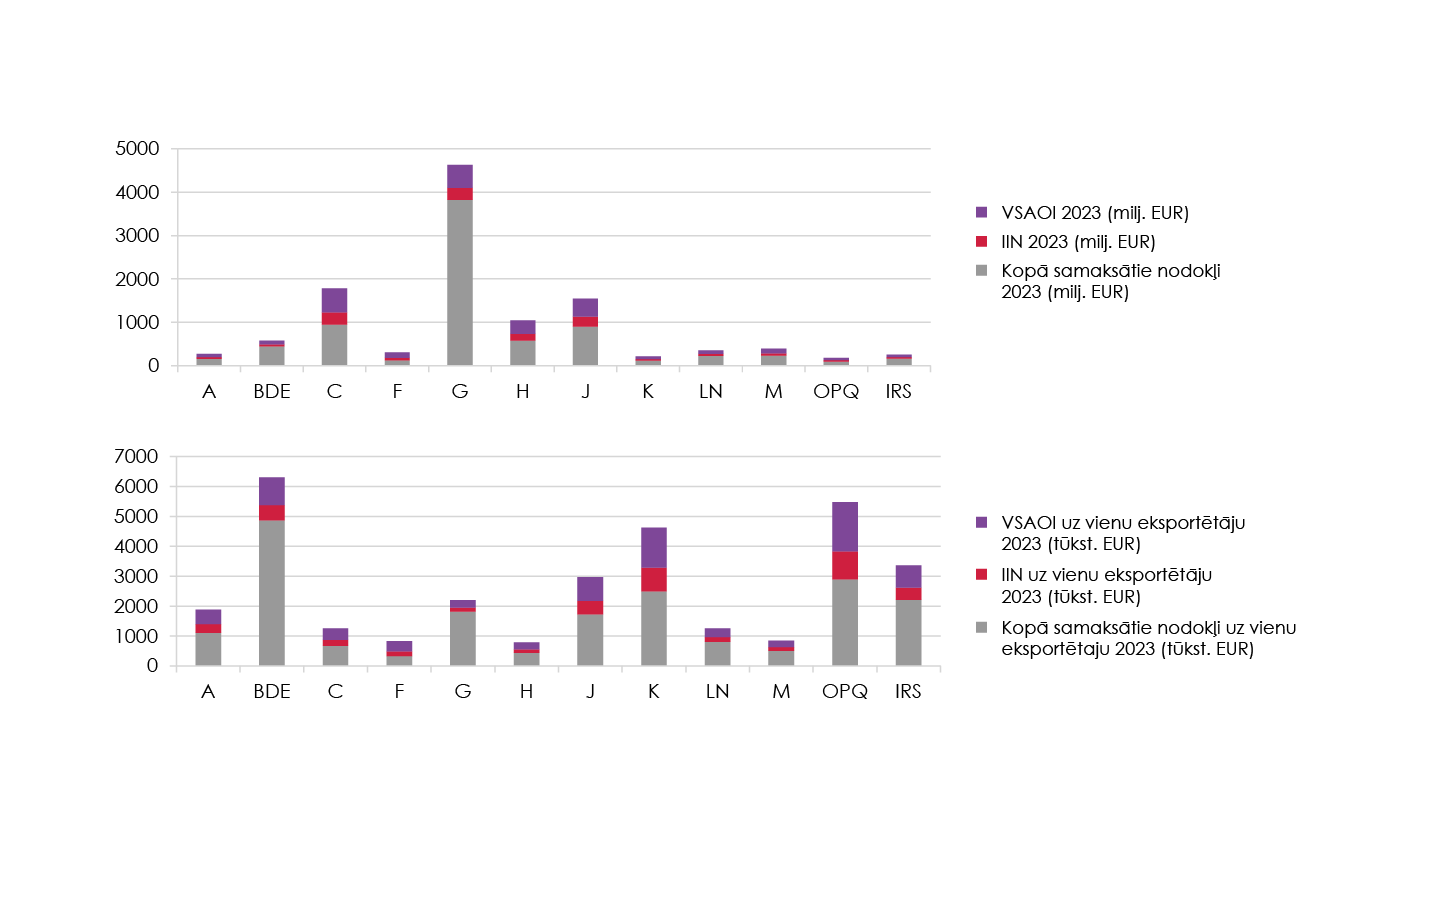 5000
4000
3000
2000
1000
0
A BDE C F G H J K LN M OPQ IRS
VSAOI 2023 (milj. EUR)
IIN 2023 (milj. EUR)
Kopā samaksātie nodokļi
2023 (milj. EUR)
7000
6000
5000
4000
3000
2000
1000
0
A BDE C F G H J K LN M OPQ IRS
VSAOI uz vienu eksportētāju
2023 (tūkst. EUR)
IIN uz vienu eksportētāju
2023 (tūkst. EUR)
Kopā samaksātie nodokļi uz vienu
eksportētaju 2023 (tūkst. EUR)